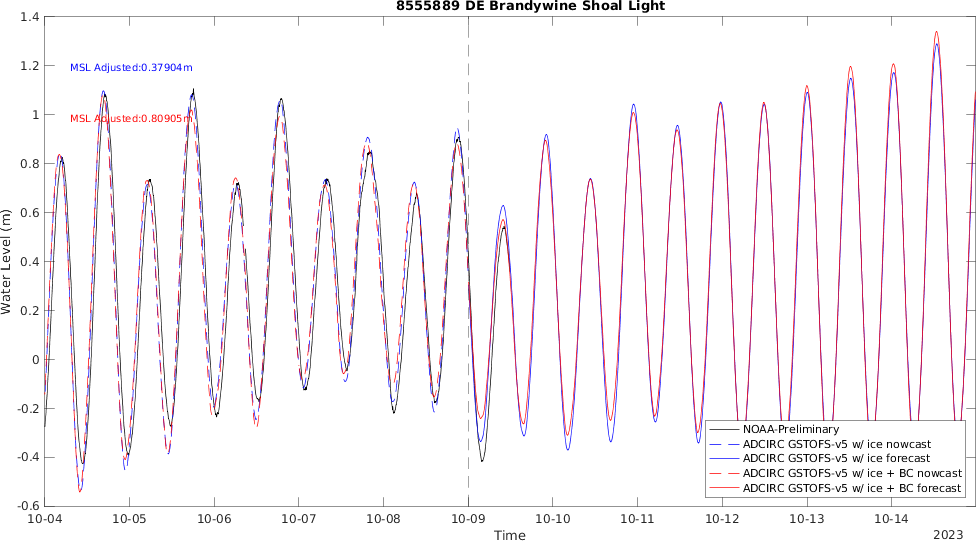 8555889 DE Brandywine Shoal Light
1.4
1.2
1
0.8
0.6
0.4
0.2
0
-0.2
-0.4
-0.6
Water Level (m)
MSL Adjusted:0.37904m
MSL Adjusted:0.80905m
NOAA-Preliminary
ADCIRC GSTOFS-v5 w/ ice nowcast
ADCIRC GSTOFS-v5 w/ ice forecast
ADCIRC GSTOFS-v5 w/ ice + BC nowcast
ADCIRC GSTOFS-v5 w/ ice + BC forecast
10-04 10-05 10-06 10-07 10-08 10-09 10-10 10-11 10-12 10-13 10-14
Time
2023